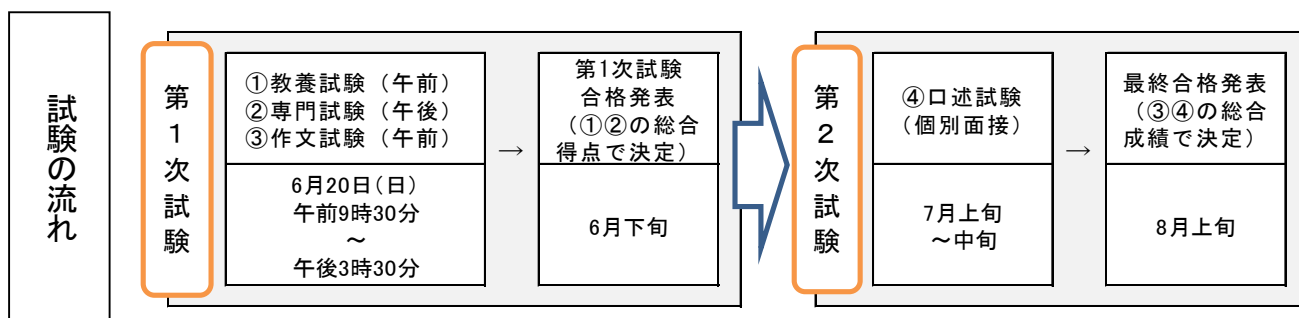 試験の流れ
第1次試験
①教養試験（午前）
②専門試験（午後）
③作文試験（午前）
6月20日（日）
午前9時30分
～
午後3時30分
→
第1次試験
合格発表
（①②の総合
得点で決定）
6月下旬
第2次試験
④口述試験
（個別面接）
7月上旬
～中旬
→
最終合格発表
（③④の総合
成績で決定）
8月上旬